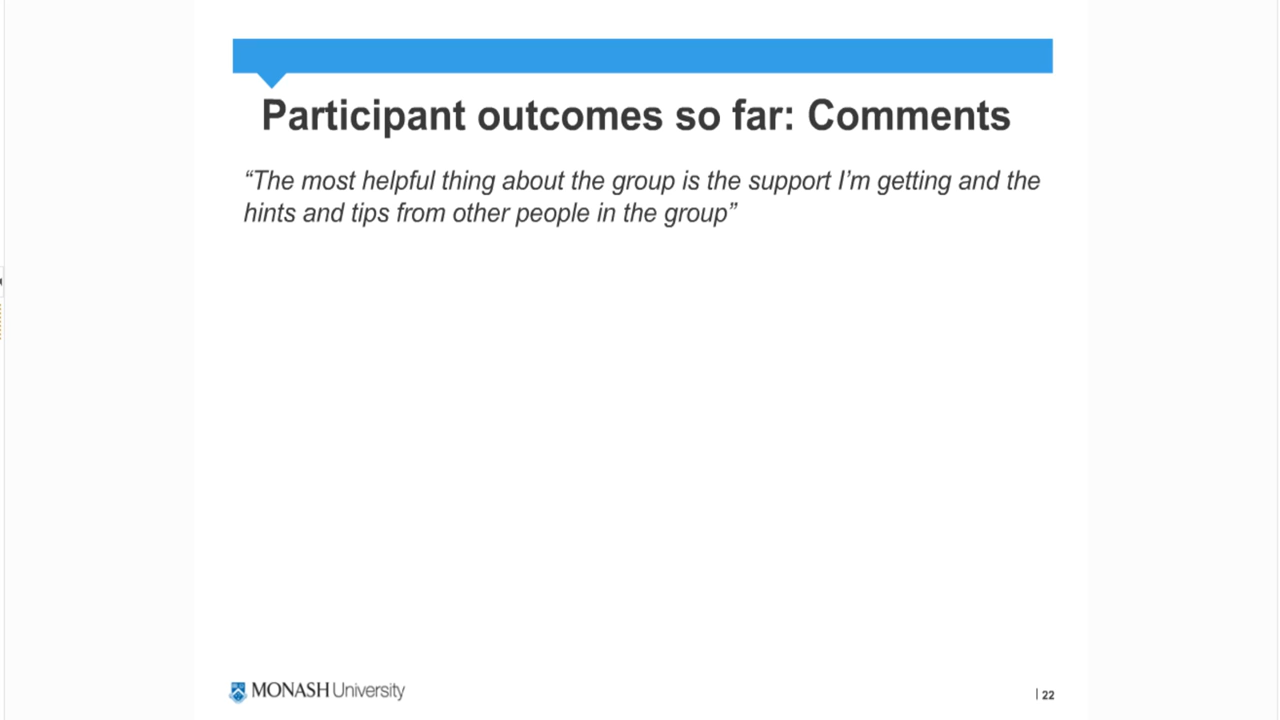 Participant outcomes so far: Comments
“The most helpful thing about the group is the support I’m getting and the
hints and tips from other people in the group”
MONASH University
| 22